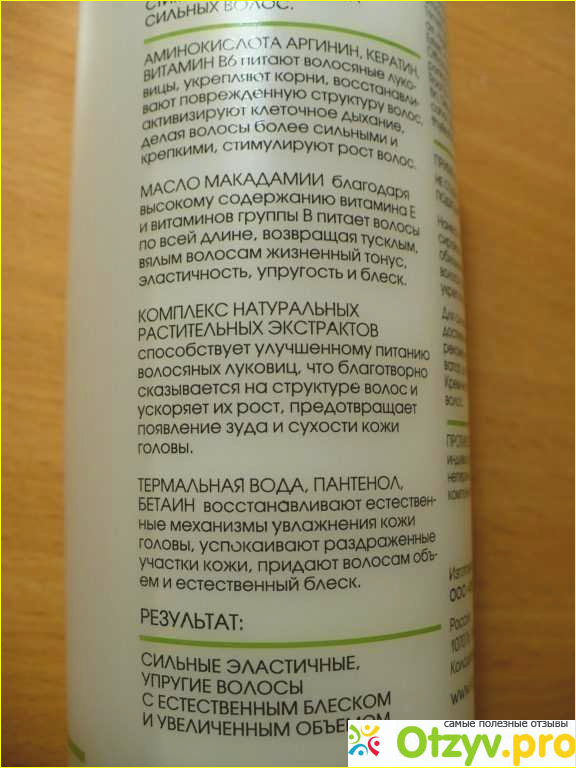 СИЛЬНЫХ ВОЛОС.
АМИНОКИСЛОТА АРГИНИН, КЕРАТИН,
ВИТАМИН В6 питают волосяные луко-
вицы, укрепляют корни, восстанавли-
вают поврежденную структуру волос,
активизируют клеточное дыхание,
делая волосы более сильными и
крепкими, стимулируют рост волос.
МАСЛО МАКАДАМИИ благодаря
высокому содержанию витамина Е
и витаминов группы В питает волосы
по всей длине, возвращая тусклым,
вялым волосам жизненный тонус,
эластичность, упругость и блеск.
КОМПЛЕКС НАТУРАЛЬНЫХ
РАСТИТЕЛЬНЫХ ЭКСТРАКТОВ
способствует улучшенному питанию
волосяных луковиц, что благотворно
сказывается на структуре волос и
ускоряет их рост, предотвращает
появление зуда и сухости кожи
головы.
ТЕРМАЛЬНАЯ ВОДА, ПАНТЕНОЛ,
БЕТАИН восстанавливают естествен-
ные механизмы увлажнения кожи
головы, успокаивают раздраженные
участки кожи, придают волосам объ-
ем и естественный блеск.
РЕЗУЛЬТАТ:
СИЛЬНЫЕ ЭЛАСТИЧНЫЕ,
УПРУГИЕ ВОЛОСЫ
С ЕСТЕСТВЕННЫМ БЛЕСКОМ
И УВЕЛИЧЕННЫМ ОБЪЕМОМ
волос.
ООО
самые полезные отзывы
Otzyv.pro